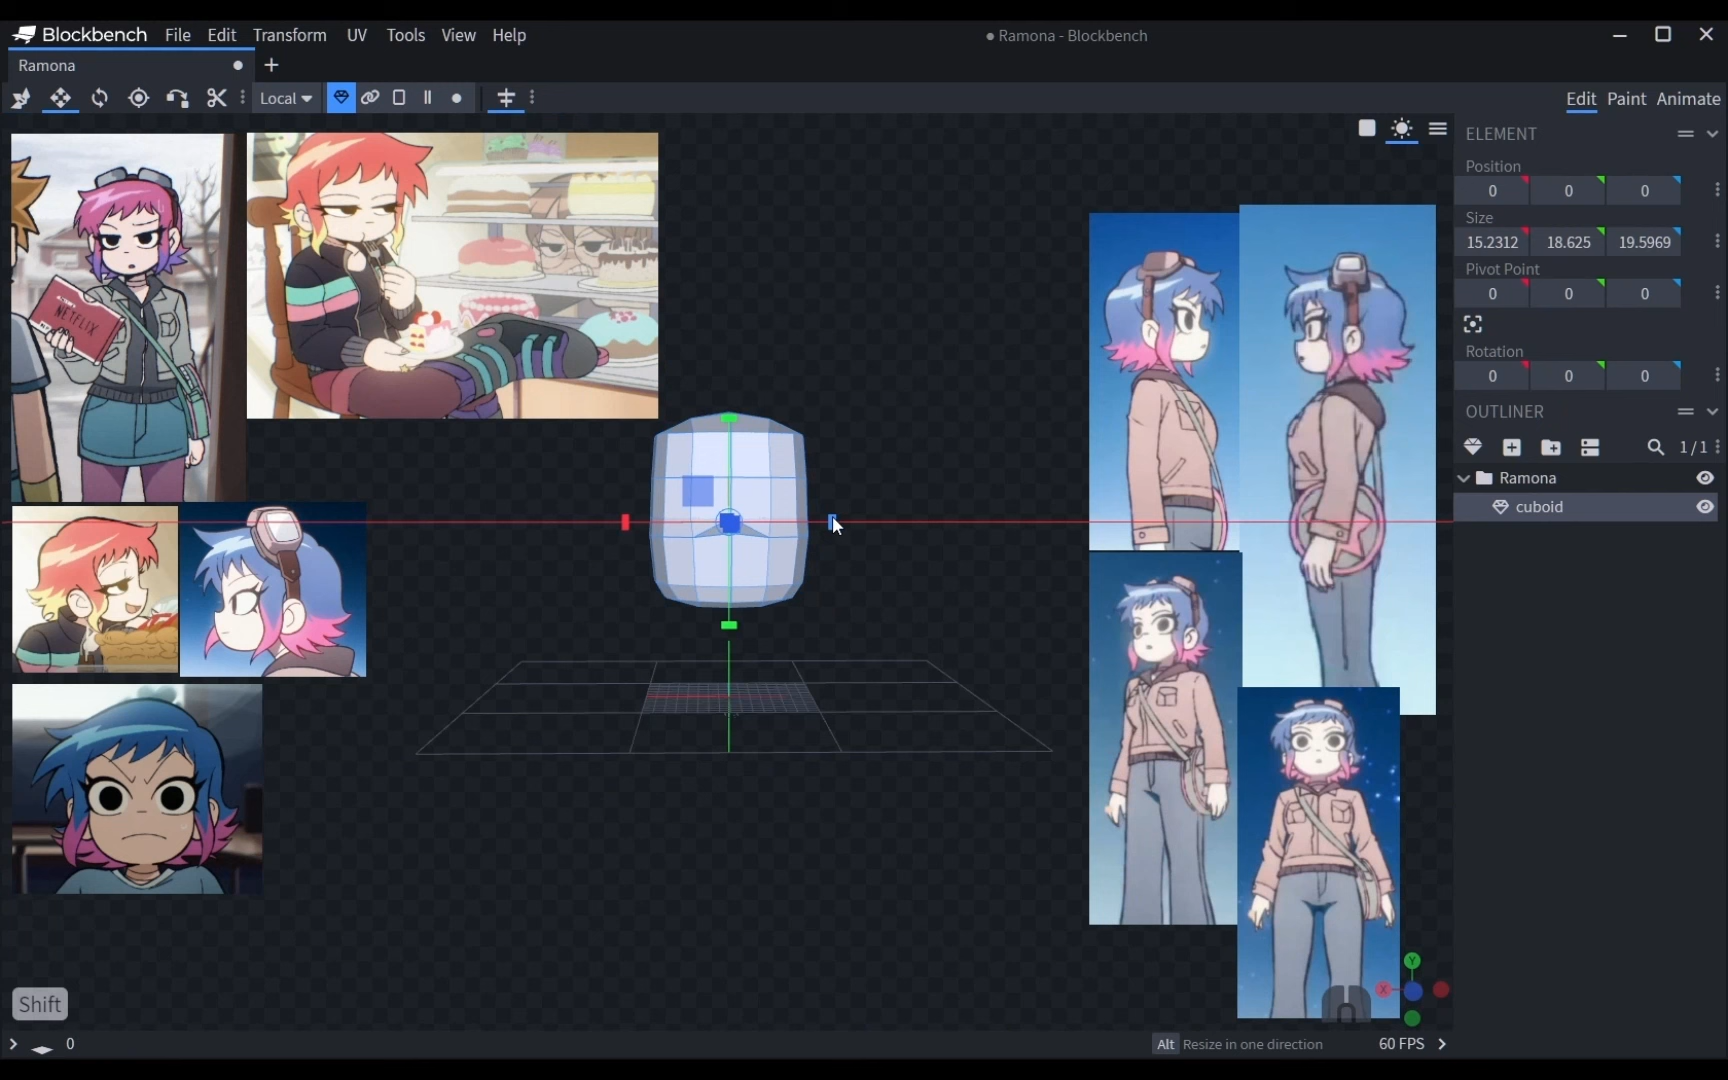 Blockbench File Edit Transform UV Tools View Help
● Ramona - Blockbench
Ramona
Local
Edit Paint Animate
ELEMENT
Position
0 0 0
Size
15.2312 18.625 19.5969
Pivot Point
0 0 0
Rotation
0 0 0
OUTLINER
1/1
Ramona
cuboid
NETFLIX
Y
X
Shift
0
Alt Resize in one direction
60 FPS